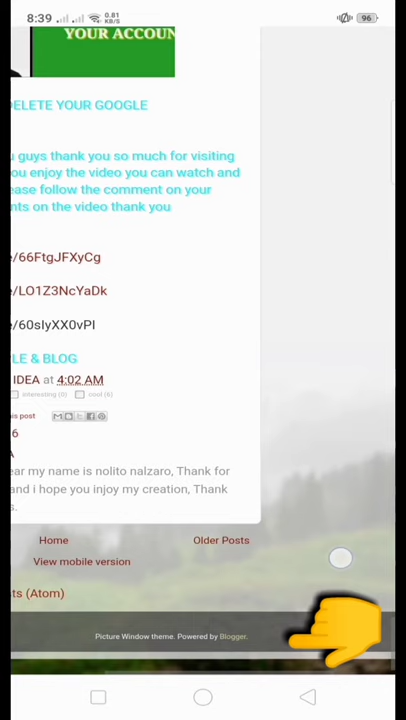 8:39 0.81 KB/S 96
YOUR ACCOUN
DELETE YOUR GOOGLE
u guys thank you so much for visiting
ou enjoy the video you can watch and
ease follow the comment on your
nts on the video thank you
e/66FtgJFXyCg
e/LO1Z3NcYaDk
e/60slyXX0vPI
PLE & BLOG
IDEA at 4:02 AM
interesting (0) cool (6)
is post
6
A
ear my name is nolito nalzaro, Thank for
and i hope you injoy my creation, Thank
s.
Home Older Posts
View mobile version
ts (Atom)
Picture Window theme. Powered by Blogger.